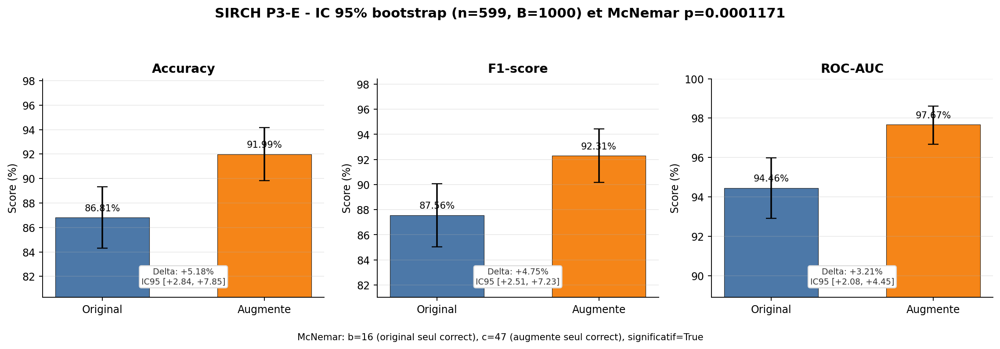 SIRCH P3-E - IC 95% bootstrap (n=599, B=1000) et McNemar p=0.0001171
Accuracy
Score (%)
98
96
94
92
90
88
86
84
82
86.81%
91.99%
Delta: +5.18%
IC95 [+2.84, +7.85]
Original
Augmente
F1-score
Score (%)
98
96
94
92
90
88
86
84
82
87.56%
92.31%
Delta: +4.75%
IC95 [+2.51, +7.23]
Original
Augmente
ROC-AUC
Score (%)
100
98
96
94
92
90
94.46%
97.67%
Delta: +3.21%
IC95 [+2.08, +4.45]
Original
Augmente
McNemar: b=16 (original seul correct), c=47 (augmente seul correct), significatif=True